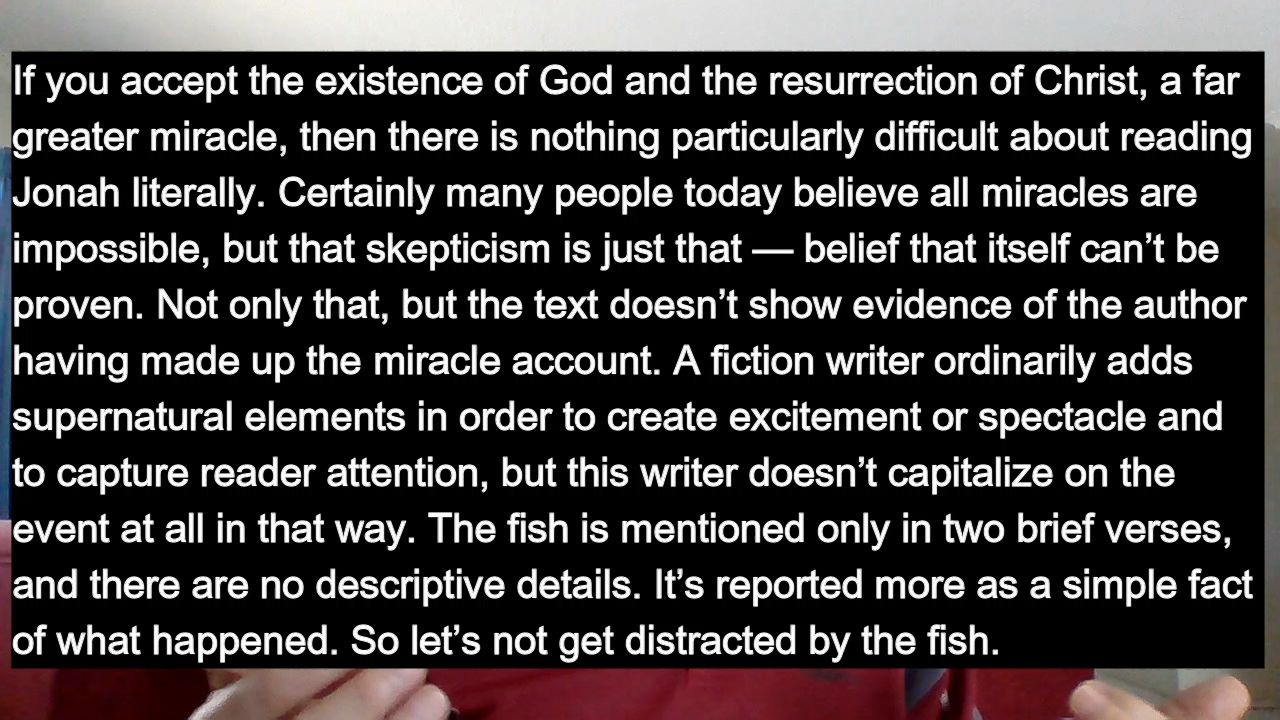 If you accept the existence of God and the resurrection of Christ, a far
greater miracle, then there is nothing particularly difficult about reading
Jonah literally. Certainly many people today believe all miracles are
impossible, but that skepticism is just that — belief that itself can’t be
proven. Not only that, but the text doesn’t show evidence of the author
having made up the miracle account. A fiction writer ordinarily adds
supernatural elements in order to create excitement or spectacle and
to capture reader attention, but this writer doesn’t capitalize on the
event at all in that way. The fish is mentioned only in two brief verses,
and there are no descriptive details. It’s reported more as a simple fact
of what happened. So let’s not get distracted by the fish.